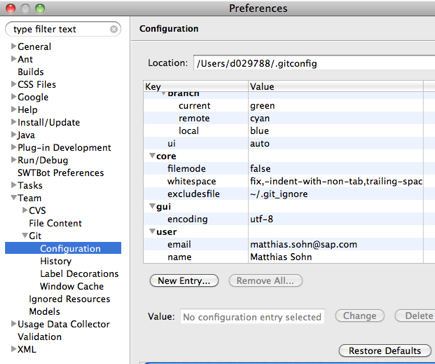 Preferences
type filter text
General
Ant
Builds
CSS Files
Google
Help
Install/Update
Java
Plug-in Development
Run/Debug
SWTBot Preferences
Tasks
Team
CVS
File Content
Git
Configuration
History
Label Decorations
Window Cache
Ignored Resources
Models
Usage Data Collector
Validation
XML
Configuration
Location: /Users/d029788/.gitconfig
Key Value
branch
current green
remote cyan
local blue
ui auto
core
filemode false
whitespace fix,-indent-with-non-tab,trailing-spac
excludesfile ~/.git_ignore
gui
encoding utf-8
user
email matthias.sohn@sap.com
name Matthias Sohn
New Entry... Remove All...
Value: No configuration entry selected Change Delete
Restore Defaults